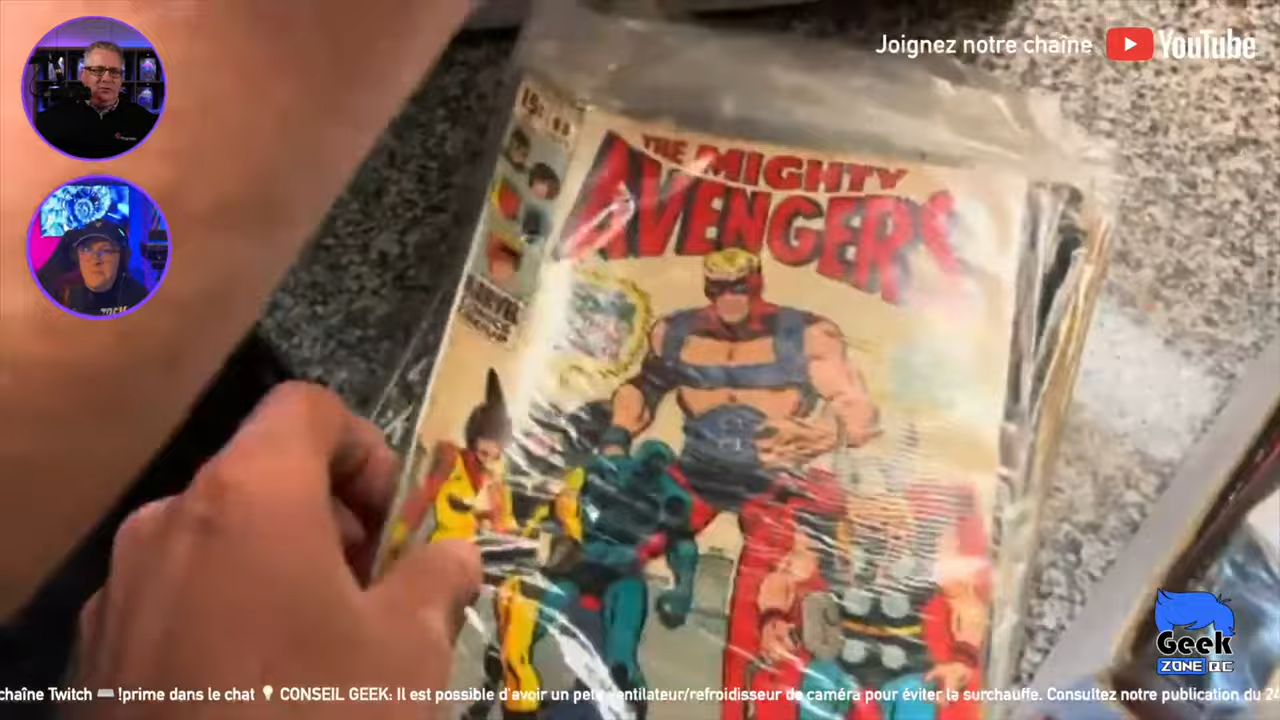 Joignez notre chaîne YouTube
15¢
THE MIGHTY
AVENGERS
Geek
ZONE QC
chaîne Twitch !prime dans le chat CONSEIL GEEK: Il est possible d'avoir un petit ventilateur/refroidisseur de caméra pour éviter la surchauffe. Consultez notre publication du 24